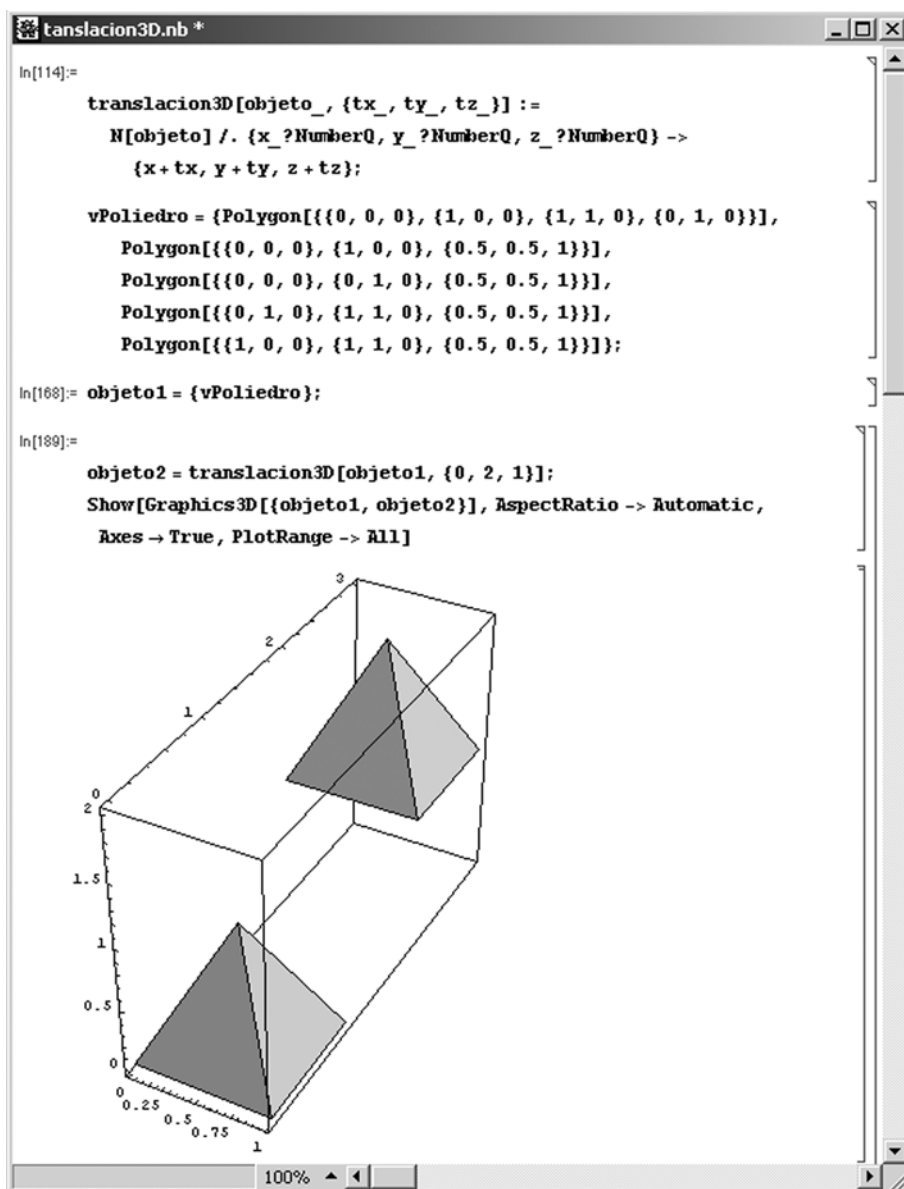 tanslacion3D.nb *
In[114]:=
translacion3D[objeto_, {tx_, ty_, tz_}] :=
N[objeto] /. {x_?NumberQ, y_?NumberQ, z_?NumberQ} ->
{x + tx, y + ty, z + tz};
vPoliedro = {Polygon[{{0, 0, 0}, {1, 0, 0}, {1, 1, 0}, {0, 1, 0}}],
Polygon[{{0, 0, 0}, {1, 0, 0}, {0.5, 0.5, 1}}],
Polygon[{{0, 0, 0}, {0, 1, 0}, {0.5, 0.5, 1}}],
Polygon[{{0, 1, 0}, {1, 1, 0}, {0.5, 0.5, 1}}],
Polygon[{{1, 0, 0}, {1, 1, 0}, {0.5, 0.5, 1}}]};
In[168]:= objeto1 = {vPoliedro};
In[189]:=
objeto2 = translacion3D[objeto1, {0, 2, 1}];
Show[Graphics3D[{objeto1, objeto2}], AspectRatio -> Automatic,
Axes → True, PlotRange -> All]
3
2
1
0
2
1.5
1
0.5
0
0
0.25
0.5
0.75
1
100%